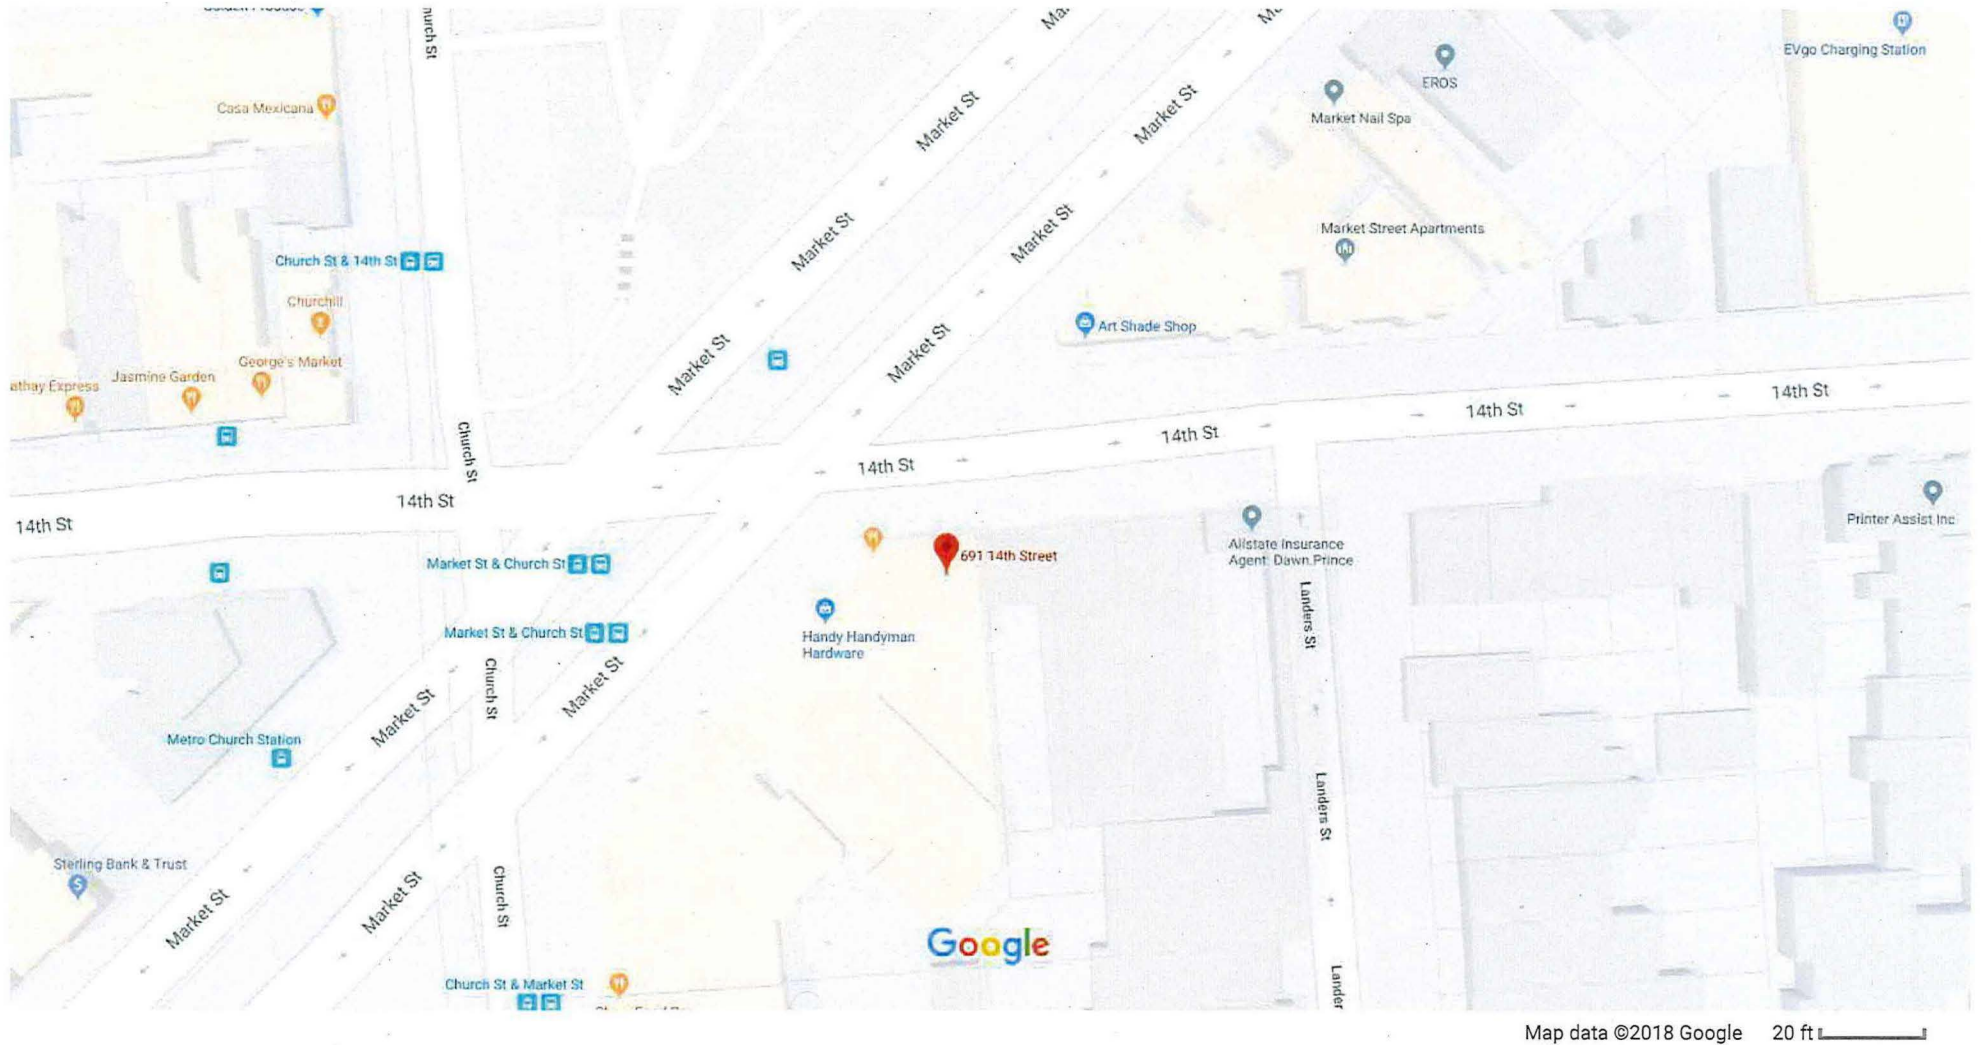 Church St
Ma
EVgo Charging Station
EROS
Casa Mexicana
Market St
Market St
Market Nail Spa
Market St
Market St
Market Street Apartments
Church St & 14th St
Churchill
Art Shade Shop
Market St
Market St
George's Market
Jasmine Garden
athay Express
14th St
14th St
14th St
14th St
Church St
14th St
14th St
Printer Assist Inc
Allstate Insurance
Agent: Dawn Prince
691 14th Street
Market St & Church St
Handy Handyman
Hardware
Landers St
Market St & Church St
Church St
Market St
Market St
Metro Church Station
Landers St
Sterling Bank & Trust
Market St
Market St
Church St
Google
Church St & Market St
Lander
Map data ©2018 Google 20 ft